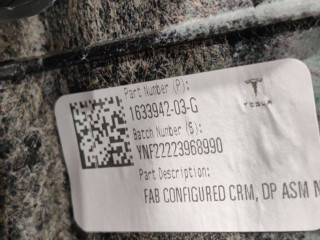 Part Number (P):
1633942-03-G
TESLA
Batch Number (S):
YNF22223968990
Part Description:
FAB CONFIGURED CRM, DP ASM